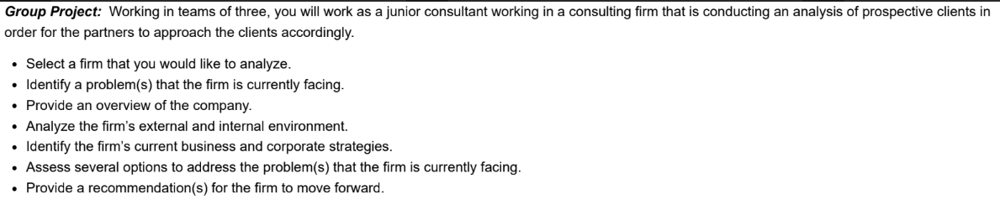 Group Project:  Working in teams of three, you will work as a junior consultant working in a consulting firm that is conducting an analysis of prospective clients in
order for the partners to approach the clients accordingly.
• Select a firm that you would like to analyze.
• Identify a problem(s) that the firm is currently facing.
• Provide an overview of the company.
• Analyze the firm's external and internal environment.
• Identify the firm's current business and corporate strategies.
• Assess several options to address the problem(s) that the firm is currently facing.
• Provide a recommendation(s) for the firm to move forward.